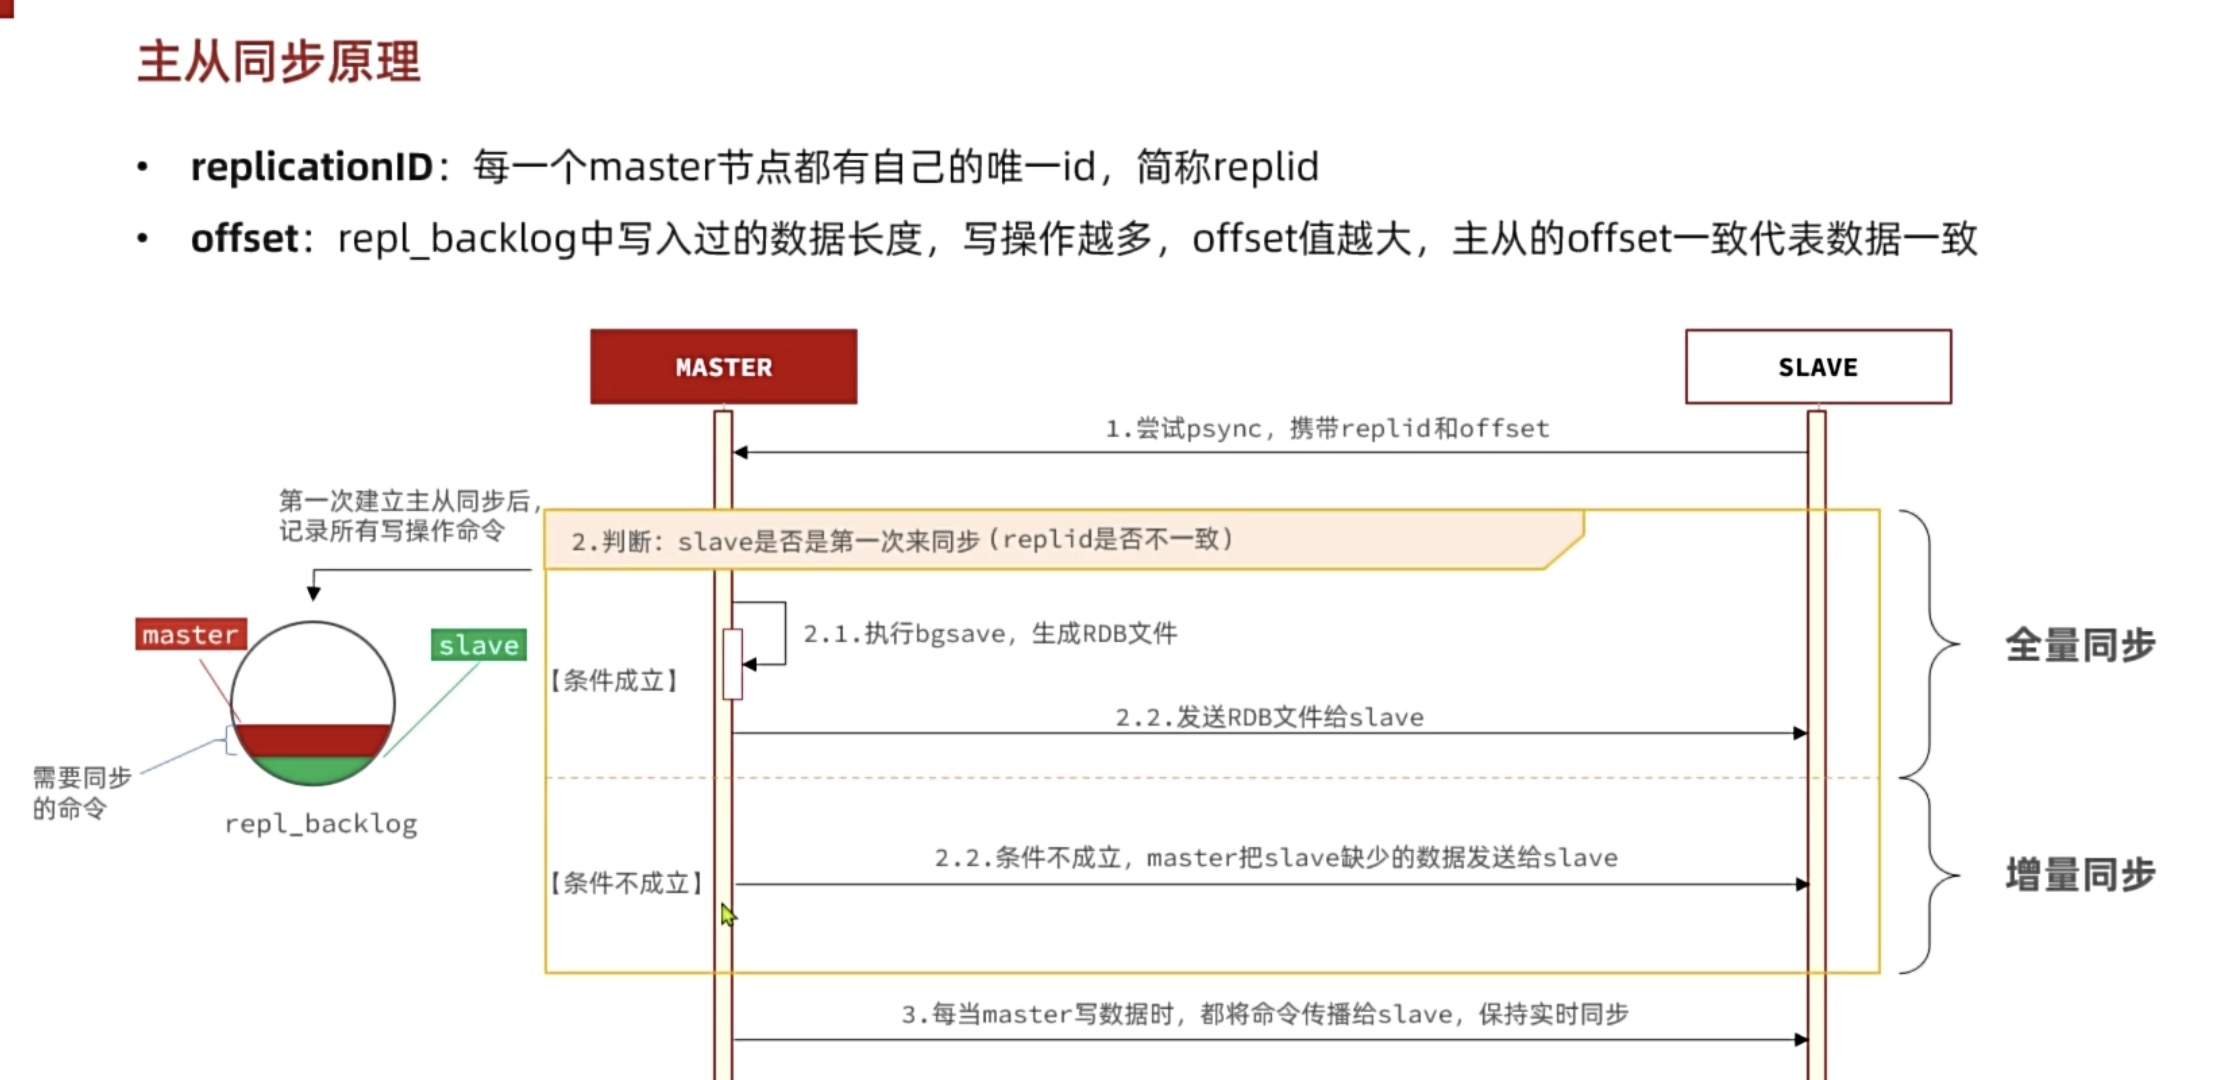 主从同步原理
• replicationID：每一个master节点都有自己的唯一id，简称replid
• offset：repl_backlog中写入过的数据长度，写操作越多，offset值越大，主从的offset一致代表数据一致
MASTER
SLAVE
1.尝试psync，携带replid和offset
第一次建立主从同步后，
记录所有写操作命令
2.判断：slave是否是第一次来同步（replid是否不一致）
master
slave
2.1.执行bgsave，生成RDB文件
全量同步
【条件成立】
2.2.发送RDB文件给slave
需要同步
的命令
repl_backlog
2.2.条件不成立，master把slave缺少的数据发送给slave
【条件不成立】
增量同步
3.每当master写数据时，都将命令传播给slave，保持实时同步